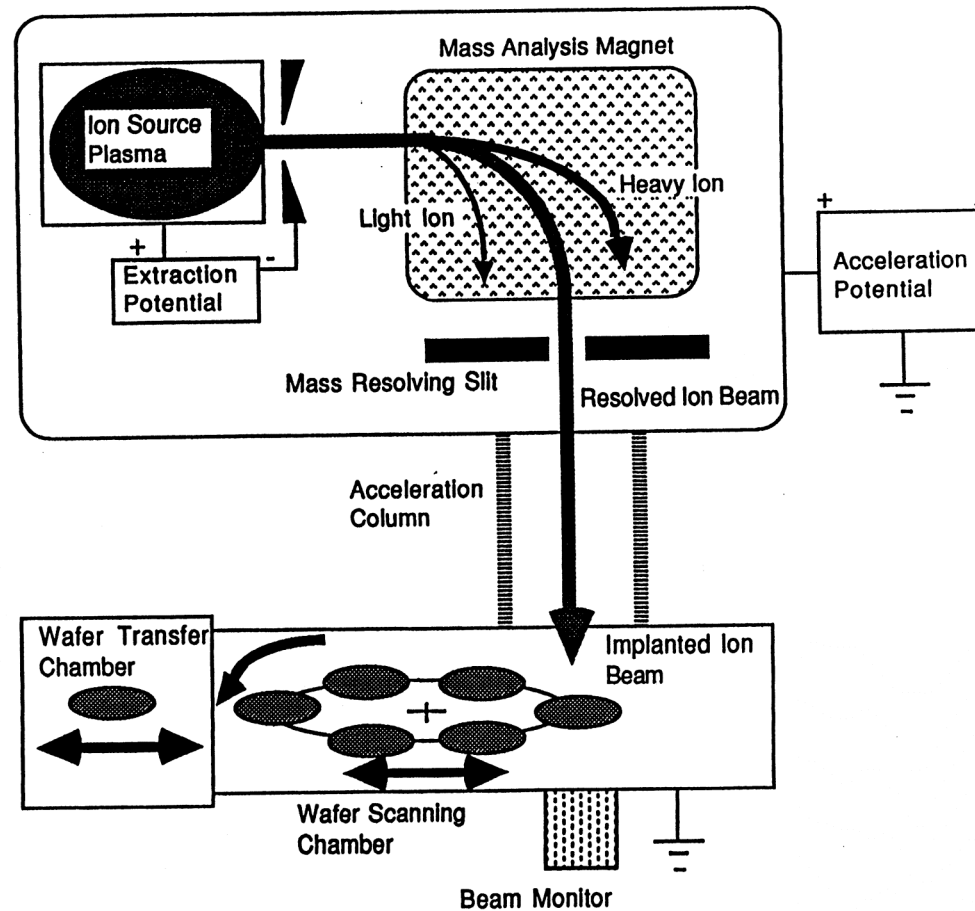 Mass Analysis Magnet
Ion Source
Plasma
Heavy Ion
Light Ion
+
-
+
Extraction
Potential
Acceleration
Potential
Mass Resolving Slit
Resolved Ion Beam
Acceleration
Column
Wafer Transfer
Chamber
Implanted Ion
Beam
Wafer Scanning
Chamber
Beam Monitor